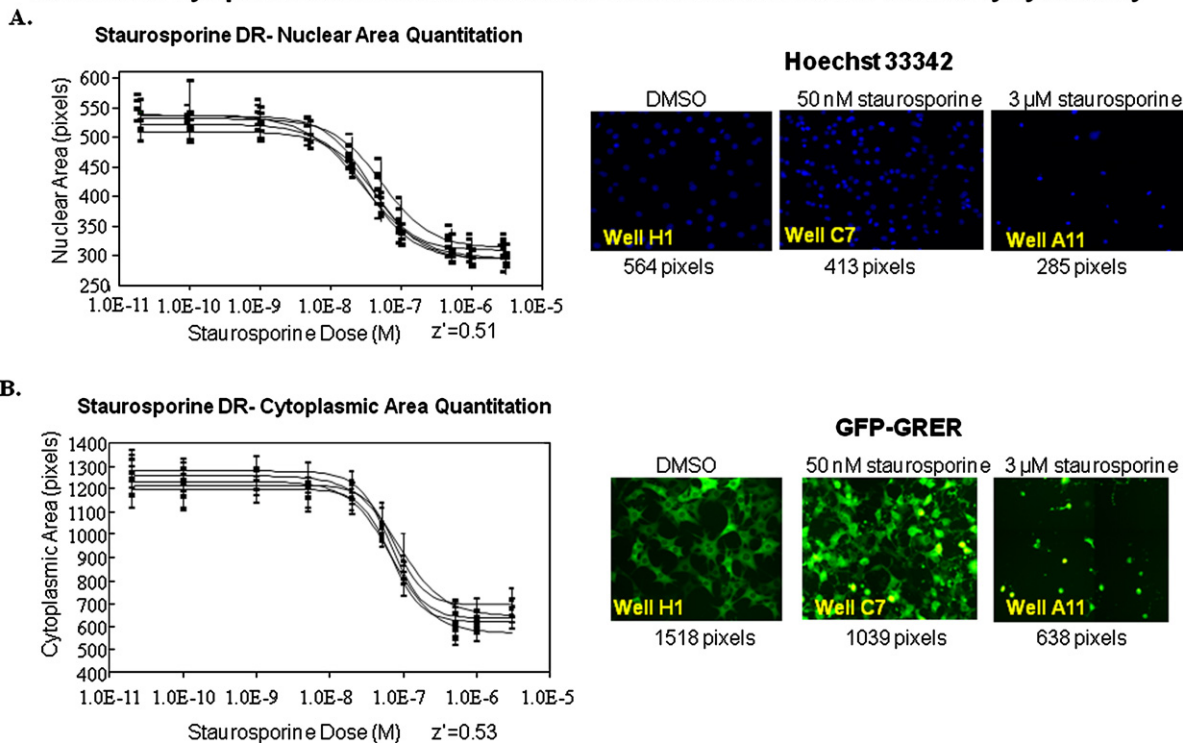 A.
Staurosporine DR- Nuclear Area Quantitation
Nuclear Area (pixels)
600
550
500
450
400
350
300
250
1.0E-11 1.0E-10 1.0E-9 1.0E-8 1.0E-7 1.0E-6 1.0E-5
Staurosporine Dose (M) z'=0.51
Hoechst 33342
DMSO 50 nM staurosporine 3 µM staurosporine
Well H1 Well C7 Well A11
564 pixels 413 pixels 285 pixels
B.
Staurosporine DR- Cytoplasmic Area Quantitation
Cytoplasmic Area (pixels)
1400
1300
1200
1000
900
800
700
600
500
400
1.0E-11 1.0E-10 1.0E-9 1.0E-8 1.0E-7 1.0E-6 1.0E-5
Staurosporine Dose (M) z'=0.53
GFP-GRER
DMSO 50 nM staurosporine 3 µM staurosporine
Well H1 Well C7 Well A11
1518 pixels 1039 pixels 638 pixels